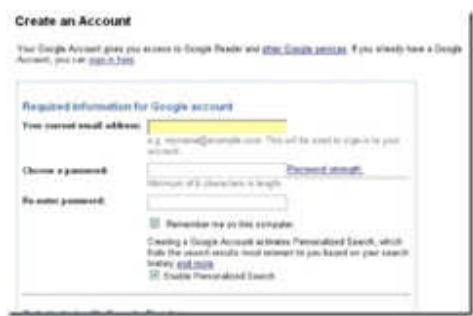 Create an Account
Your Google Account gives you access to Google Reader and other Google services. If you already have a Google
Account, you can sign in here.
Required information for Google account
Your current email address:
e.g. myname@example.com. This will be used to sign-in to your
account.
Choose a password: Password strength:
Minimum of 8 characters in length.
Re-enter password:
Remember me on this computer.
Creating a Google Account activates Personalized Search, which
finds the search results most relevant to you based on your search
history.
Enable Personalized Search